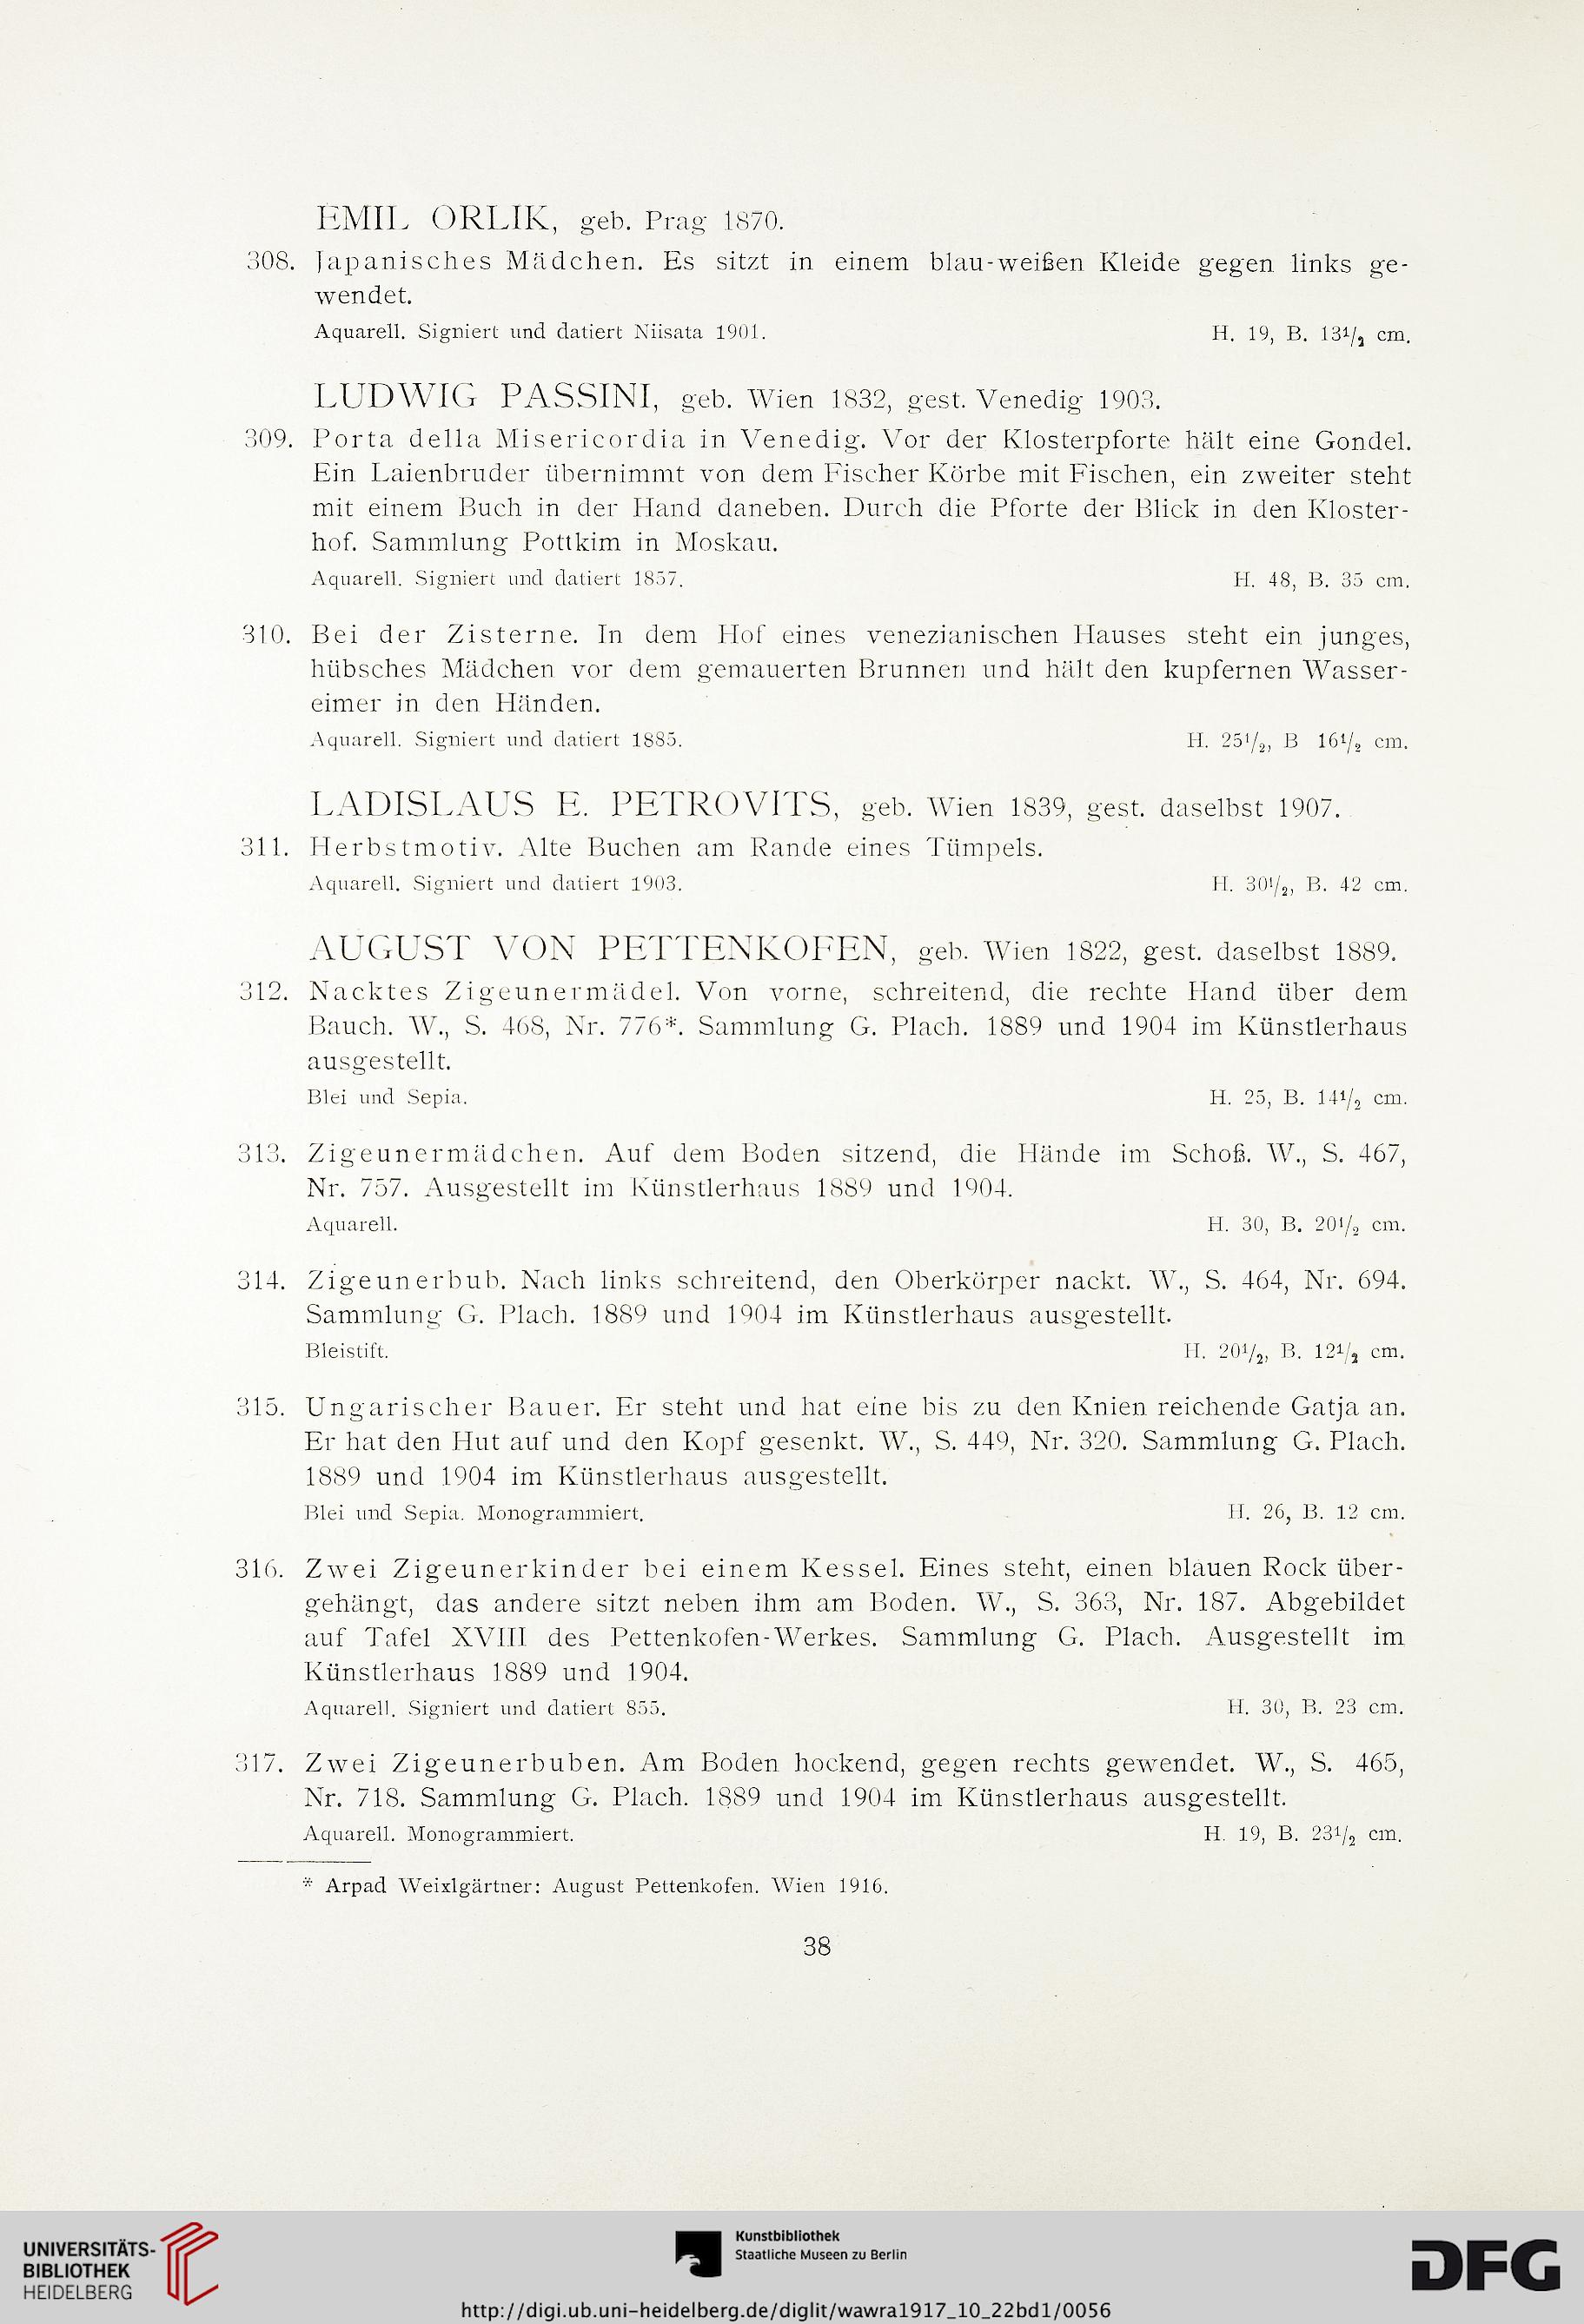 EMIL ORLIK, geb. Prag 1870.
308. Japanisches Mädchen. Es sitzt in einem blau-weißen Kleide gegen links ge-
wendet.
Aquarell. Signiert und datiert Niisata 1901. H. 19, B. 13½ cm.
LUDWIG PASSINI, geb. Wien 1832, gest. Venedig 1903.
309. Porta della Misericordia in Venedig. Vor der Klosterpforte hält eine Gondel.
Ein Laienbruder übernimmt von dem Fischer Körbe mit Fischen, ein zweiter steht
mit einem Buch in der Hand daneben. Durch die Pforte der Blick in den Kloster-
hof. Sammlung Pottkim in Moskau.
Aquarell. Signiert und datiert 1857. H. 48, B. 35 cm.
310. Bei der Zisterne. In dem Hof eines venezianischen Hauses steht ein junges,
hübsches Mädchen vor dem gemauerten Brunnen und hält den kupfernen Wasser-
eimer in den Händen.
Aquarell. Signiert und datiert 1885. H. 25½, B 16½ cm.
LADISLAUS E. PETROVITS, geb. Wien 1839, gest. daselbst 1907.
311. Herbstmotiv. Alte Buchen am Rande eines Tümpels.
Aquarell. Signiert und datiert 1903. H. 30½, B. 42 cm.
AUGUST VON PETTENKOFEN, geb. Wien 1822, gest. daselbst 1889.
312. Nacktes Zigeunermädel. Von vorne, schreitend, die rechte Hand über dem
Bauch. W., S. 468, Nr. 776*. Sammlung G. Plach. 1889 und 1904 im Künstlerhaus
ausgestellt.
Blei und Sepia. H. 25, B. 14½ cm.
313. Zigeunermädchen. Auf dem Boden sitzend, die Hände im Schoß. W., S. 467,
Nr. 757. Ausgestellt im Künstlerhaus 1889 und 1904.
Aquarell. H. 30, B. 20½ cm.
314. Zigeunerbub. Nach links schreitend, den Oberkörper nackt. W., S. 464, Nr. 694.
Sammlung G. Plach. 1889 und 1904 im Künstlerhaus ausgestellt.
Bleistift. H. 20½, B. 12½ cm.
315. Ungarischer Bauer. Er steht und hat eine bis zu den Knien reichende Gatja an.
Er hat den Hut auf und den Kopf gesenkt. W., S. 449, Nr. 320. Sammlung G. Plach.
1889 und 1904 im Künstlerhaus ausgestellt.
Blei und Sepia. Monogrammiert. H. 26, B. 12 cm.
316. Zwei Zigeunerkinder bei einem Kessel. Eines steht, einen blauen Rock über-
gehängt, das andere sitzt neben ihm am Boden. W., S. 363, Nr. 187. Abgebildet
auf Tafel XVIII des Pettenkofen-Werkes. Sammlung G. Plach. Ausgestellt im
Künstlerhaus 1889 und 1904.
Aquarell. Signiert und datiert 855. H. 30, B. 23 cm.
317. Zwei Zigeunerbuben. Am Boden hockend, gegen rechts gewendet. W., S. 465,
Nr. 718. Sammlung G. Plach. 1889 und 1904 im Künstlerhaus ausgestellt.
Aquarell. Monogrammiert. H. 19, B. 23½ cm.
* Arpad Weixlgärtner: August Pettenkofen. Wien 1916.
38
UNIVERSITÄTS-
BIBLIOTHEK
HEIDELBERG
Kunstbibliothek
Staatliche Museen zu Berlin
DFG
http://digi.ub.uni-heidelberg.de/diglit/wawra1917_10_22bd1/0056